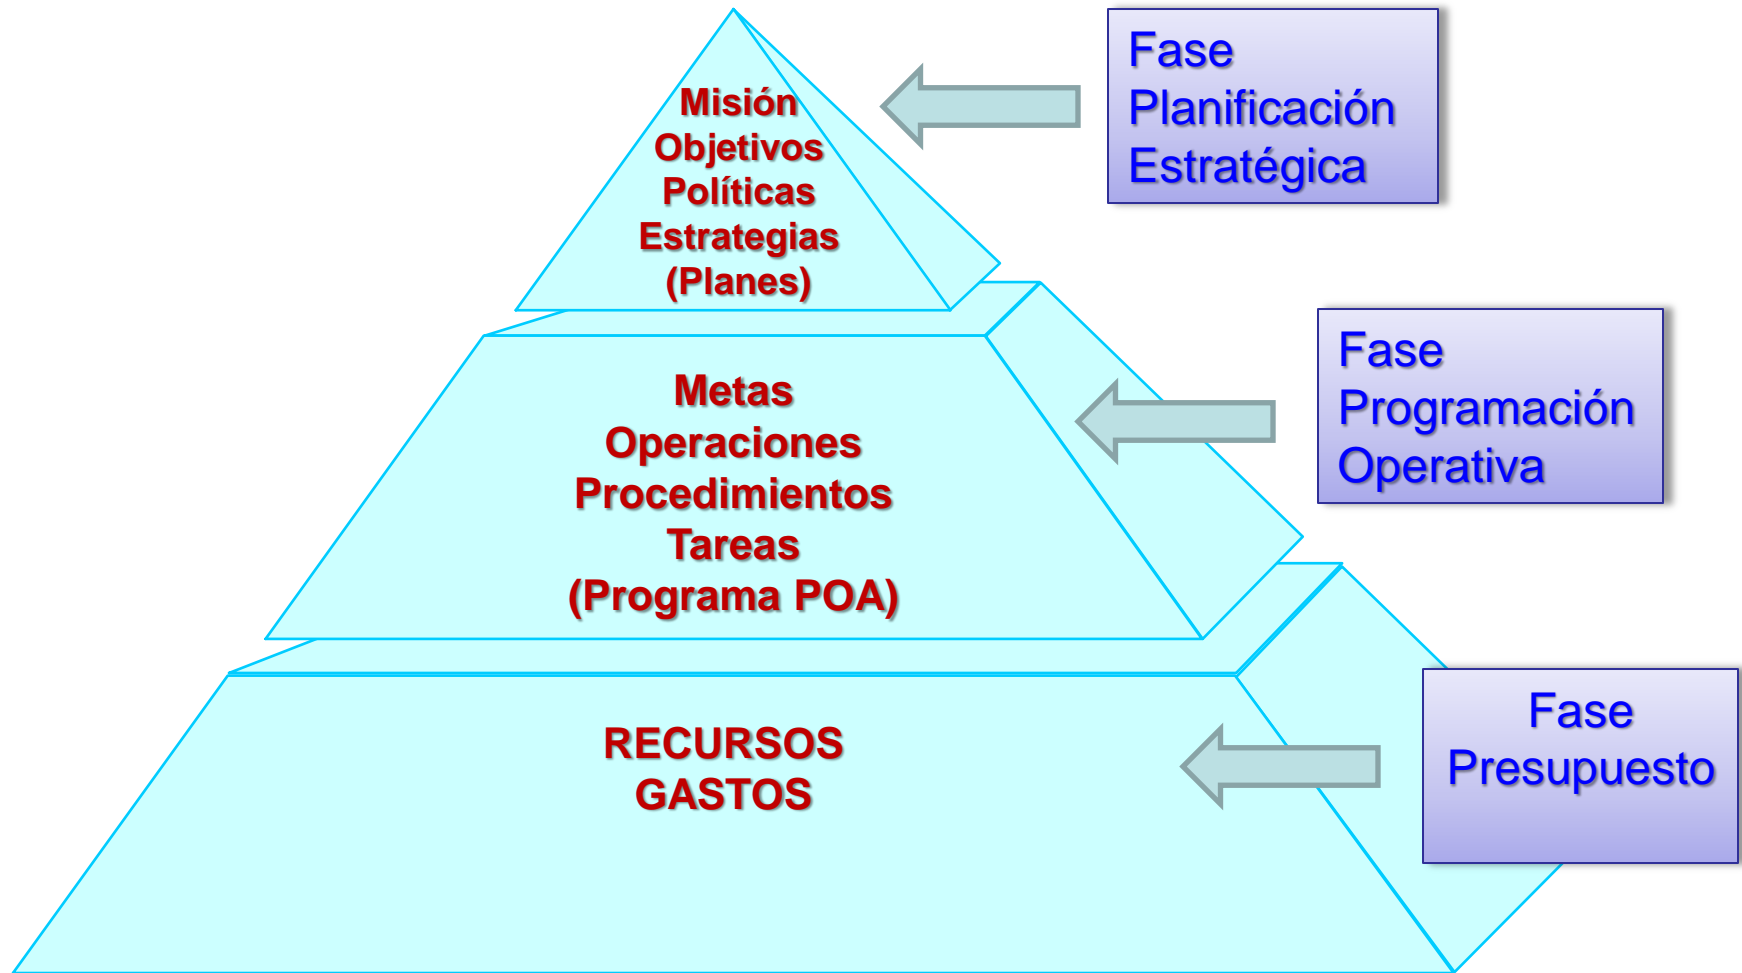 Misión
Objetivos
Políticas
Estrategias
(Planes)
Fase
Planificación
Estratégica
Metas
Operaciones
Procedimientos
Tareas
(Programa POA)
Fase
Programación
Operativa
RECURSOS
GASTOS
Fase
Presupuesto